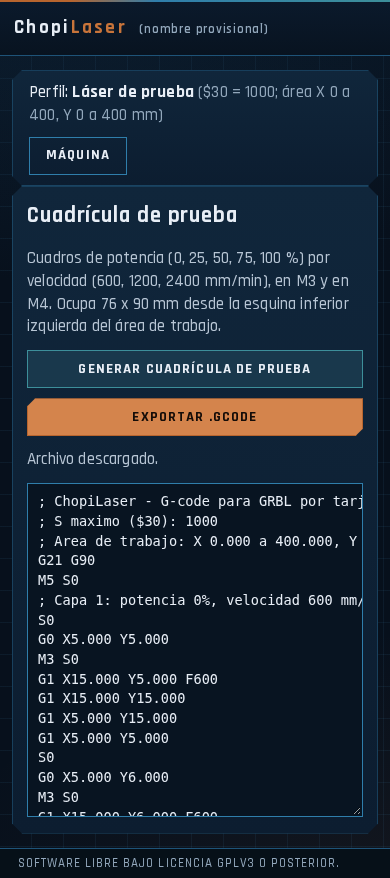 ChopiLaser (nombre provisional)
Perfil: Láser de prueba ($30 = 1000; área X 0 a
400, Y 0 a 400 mm)
MÁQUINA
Cuadrícula de prueba
Cuadros de potencia (0, 25, 50, 75, 100 %) por
velocidad (600, 1200, 2400 mm/min), en M3 y en
M4. Ocupa 76 x 90 mm desde la esquina inferior
izquierda del área de trabajo.
GENERAR CUADRÍCULA DE PRUEBA
EXPORTAR .GCODE
Archivo descargado.
; ChopiLaser - G-code para GRBL por tarj
; S maximo ($30): 1000
; Area de trabajo: X 0.000 a 400.000, Y
G21 G90
M5 S0
; Capa 1: potencia 0%, velocidad 600 mm/
S0
G0 X5.000 Y5.000
M3 S0
G1 X15.000 Y5.000 F600
G1 X15.000 Y15.000
G1 X5.000 Y15.000
G1 X5.000 Y5.000
S0
G0 X5.000 Y6.000
M3 S0
G1 X15.000 Y6.000 F600
SOFTWARE LIBRE BAJO LICENCIA GPLV3 O POSTERIOR.